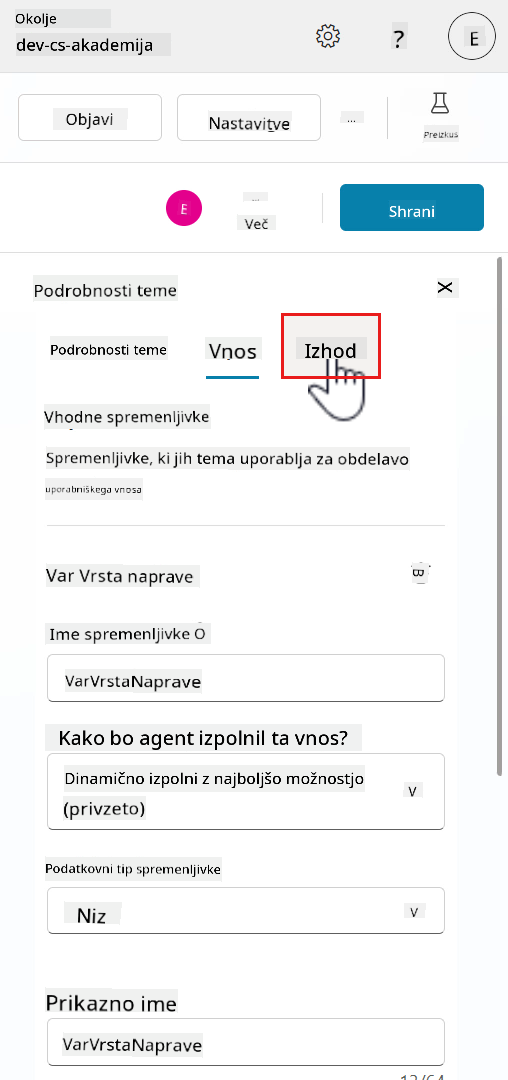 Okolje
dev-cs-akademija
?
E
Objavi
Nastavitve
...
Preizkus
E
...
Več
Shrani
Podrobnosti teme
Podrobnosti teme
Vnos
Izhod
Vhodne spremenljivke
Spremenljivke, ki jih tema uporablja za obdelavo
uporabniškega vnosa
Var Vrsta naprave
Ime spremenljivke
VarVrstaNaprave
Kako bo agent izpolnil ta vnos?
Dinamično izpolni z najboljšo možnostjo
(privzeto)
Podatkovni tip spremenljivke
Niz
Prikazno ime
VarVrstaNaprave